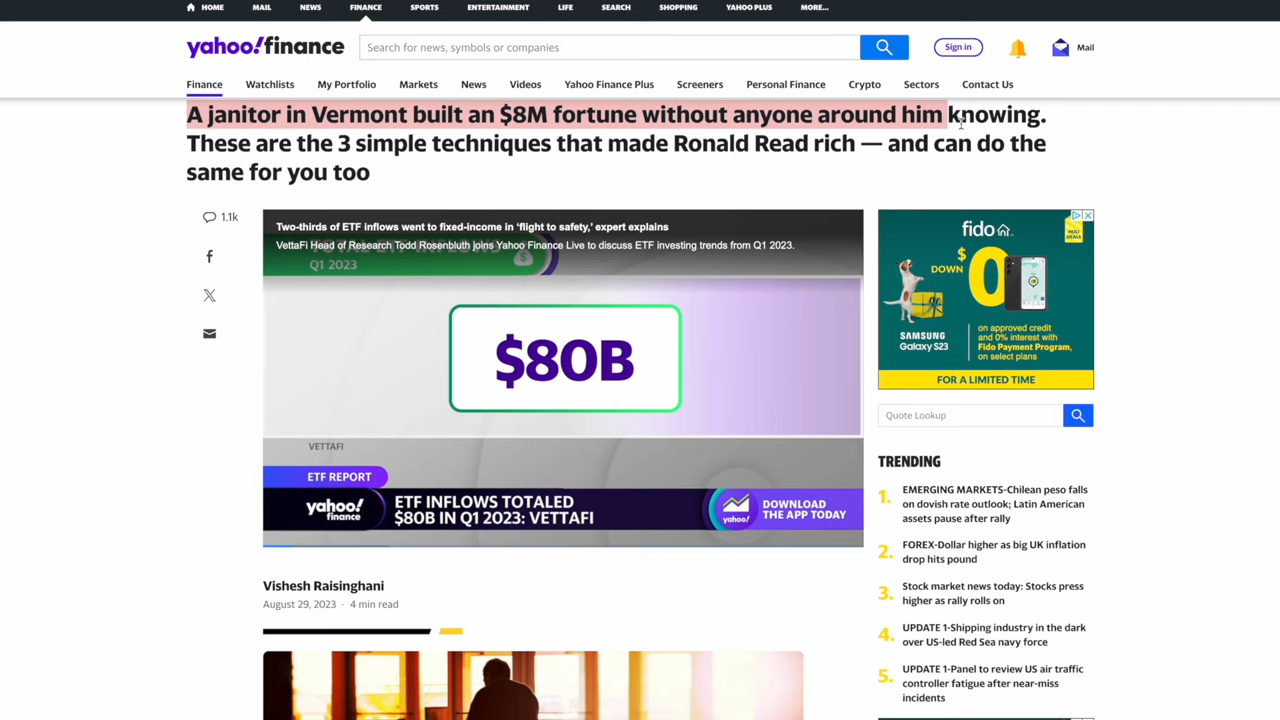 HOME MAIL NEWS FINANCE SPORTS ENTERTAINMENT LIFE SEARCH SHOPPING YAHOO PLUS MORE...
yahoo!finance
Search for news, symbols or companies
Sign in
Mail
Finance Watchlists My Portfolio Markets News Videos Yahoo Finance Plus Screeners Personal Finance Crypto Sectors Contact Us
A janitor in Vermont built an $8M fortune without anyone around him knowing.
These are the 3 simple techniques that made Ronald Read rich — and can do the
same for you too
1.1k
Two-thirds of ETF inflows went to fixed-income in ‘flight to safety,’ expert explains
VettaFi Head of Research Todd Rosenbluth joins Yahoo Finance Live to discuss ETF investing trends from Q1 2023.
Q1 2023
$80B
VETTAFI
ETF REPORT
yahoo!
finance
ETF INFLOWS TOTALED
$80B IN Q1 2023: VETTAFI
yahoo!
DOWNLOAD
THE APP TODAY
fido
DOWN
$0
SAMSUNG
Galaxy S23
on approved credit
and 0% interest with
Fido Payment Program,
on select plans
FOR A LIMITED TIME
Quote Lookup
TRENDING
1. EMERGING MARKETS-Chilean peso falls
on dovish rate outlook; Latin American
assets pause after rally
2. FOREX-Dollar higher as big UK inflation
drop hits pound
3. Stock market news today: Stocks press
higher as rally rolls on
4. UPDATE 1-Shipping industry in the dark
over US-led Red Sea navy force
5. UPDATE 1-Panel to review US air traffic
controller fatigue after near-miss
incidents
Vishesh Raisinghani
August 29, 2023 · 4 min read